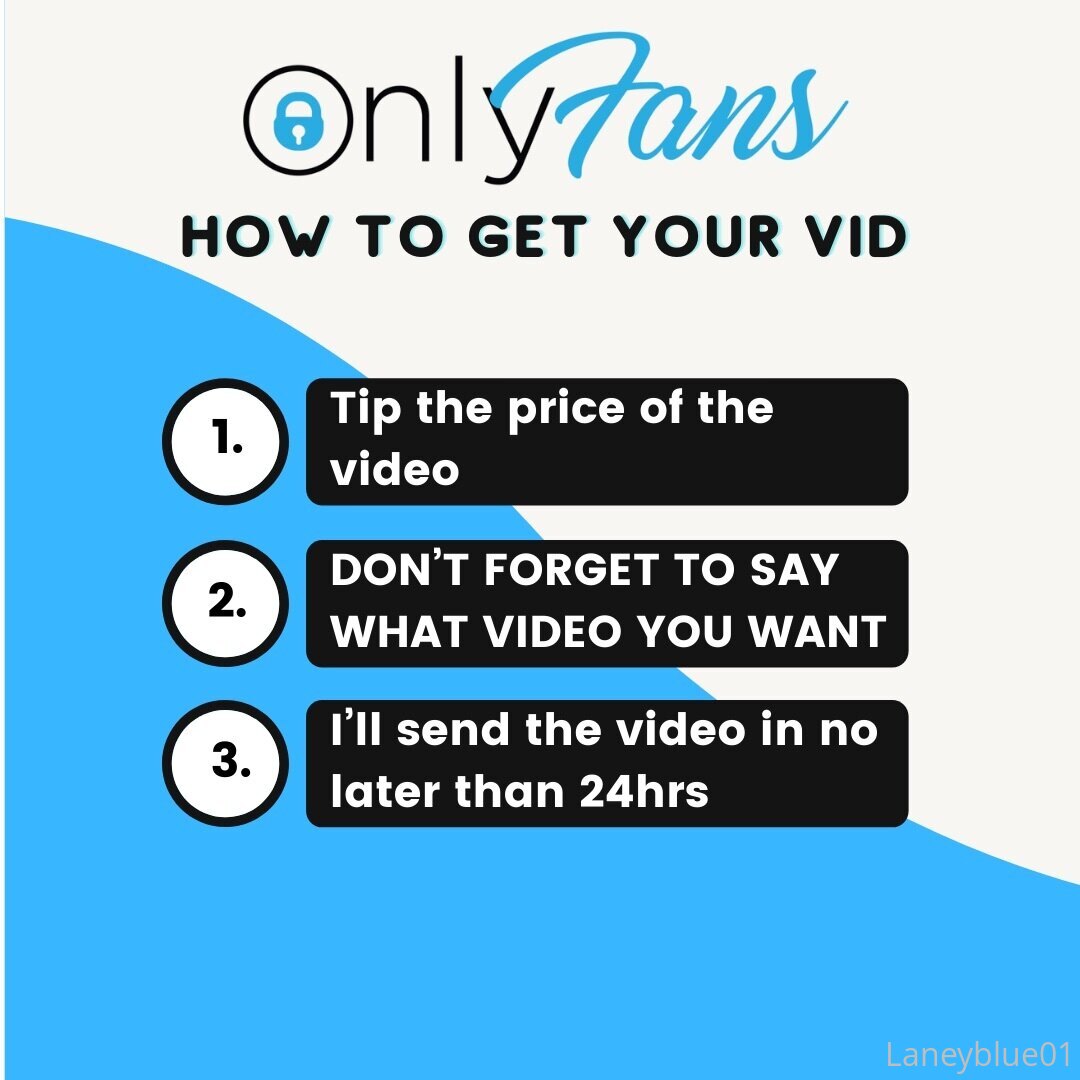 OnlyFans
HOW TO GET YOUR VID
1.
Tip the price of the
video
2.
DON’T FORGET TO SAY
WHAT VIDEO YOU WANT
3.
I’ll send the video in no
later than 24hrs
Laneyblue01